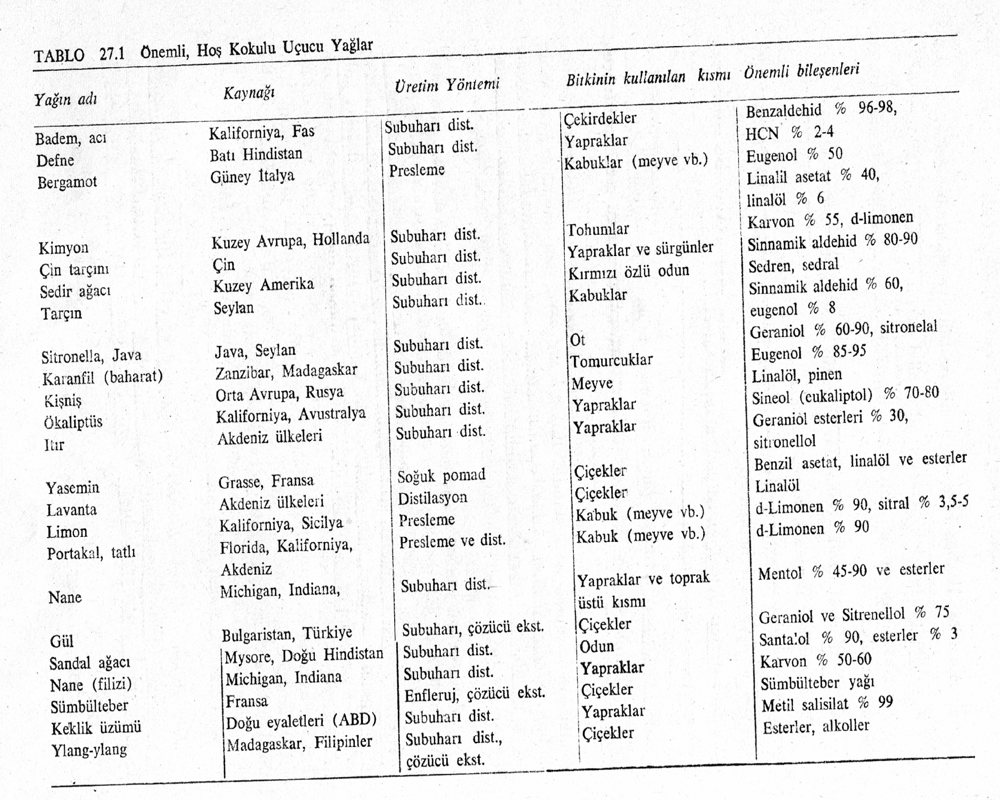 TABLO 27.1 Önemli, Hoş Kokulu Uçucu Yağlar
Yağın adı Kaynağı Üretim Yöntemi Bitkinin kullanılan kısmı Önemli bileşenleri
Badem, acı Kaliforniya, Fas Subuharı dist. Çekirdekler Benzaldehid % 96-98,
HCN % 2-4
Defne Batı Hindistan Subuharı dist. Yapraklar Eugenol % 50
Bergamot Güney İtalya Presleme Kabuklar (meyve vb.) Linalil asetat % 40,
linalöl % 6
Kimyon Kuzey Avrupa, Hollanda Subuharı dist. Tohumlar Karvon % 55, d-limonen
Çin tarçını Çin Subuharı dist. Yapraklar ve sürgünler Sinnamik aldehid % 80-90
Sedir ağacı Kuzey Amerika Subuharı dist. Kırmızı özlü odun Sedren, sedral
Tarçın Seylan Subuharı dist. Kabuklar Sinnamik aldehid % 60,
eugenol % 8
Sitronella, Java Java, Seylan Subuharı dist. Ot Geraniol % 60-90, sitronelal
Karanfil (baharat) Zanzibar, Madagaskar Subuharı dist. Tomurcuklar Eugenol % 85-95
Kişniş Orta Avrupa, Rusya Subuharı dist. Meyve Linalöl, pinen
Ökaliptüs Kaliforniya, Avustralya Subuharı dist. Yapraklar Sineol (eukaliptol) % 70-80
Itır Akdeniz ülkeleri Subuharı dist. Yapraklar Geraniol esterleri % 30,
sitronellol
Yasemin Grasse, Fransa Soğuk pomad Çiçekler Benzil asetat, linalöl ve esterler
Lavanta Akdeniz ülkeleri Distilasyon Çiçekler Linalöl
Limon Kaliforniya, Sicilya Presleme Kabuk (meyve vb.) d-Limonen % 90, sitral % 3,5-5
Portakal, tatlı Florida, Kaliforniya, Presleme ve dist. Kabuk (meyve vb.) d-Limonen % 90
Akdeniz
Nane Michigan, Indiana, Subuharı dist. Yapraklar ve toprak Mentol % 45-90 ve esterler
üstü kısmı
Gül Bulgaristan, Türkiye Subuharı, çözücü ekst. Çiçekler Geraniol ve Sitrenellol % 75
Sandal ağacı Mysore, Doğu Hindistan Subuharı dist. Odun Santalol % 90, esterler % 3
Nane (filizi) Michigan, Indiana Subuharı dist. Yapraklar Karvon % 50-60
Sümbülteber Fransa Enfleruj, çözücü ekst. Çiçekler Sümbülteber yağı
Keklik üzümü Doğu eyaletleri (ABD) Subuharı dist. Yapraklar Metil salisilat % 99
Ylang-ylang Madagaskar, Filipinler Subuharı dist., Çiçekler Esterler, alkoller
çözücü ekst.